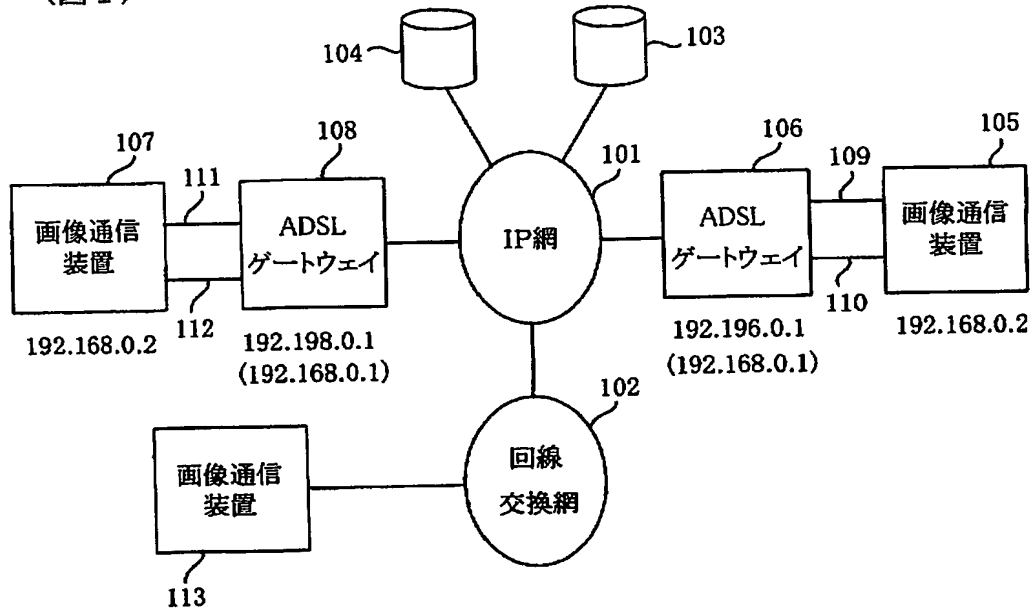 104
103
107
108
101
106
105
111
109
画像通信
装置
ADSL
ゲートウェイ
IP網
ADSL
ゲートウェイ
画像通信
装置
112
110
192.168.0.2
192.198.0.1
(192.168.0.1)
192.196.0.1
(192.168.0.1)
192.168.0.2
102
画像通信
装置
回線
交換網
113